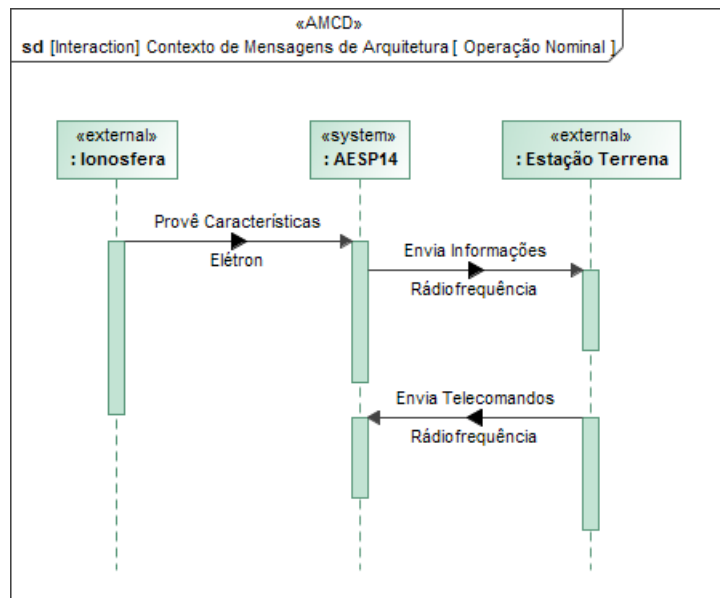 «AMCD»
sd [Interaction] Contexto de Mensagens de Arquitetura [ Operação Nominal ]
«external»
: Ionosfera
«system»
: AESP14
«external»
: Estação Terrena
Provê Características
Elétron
Envia Informações
Rádiofrequência
Envia Telecomandos
Rádiofrequência